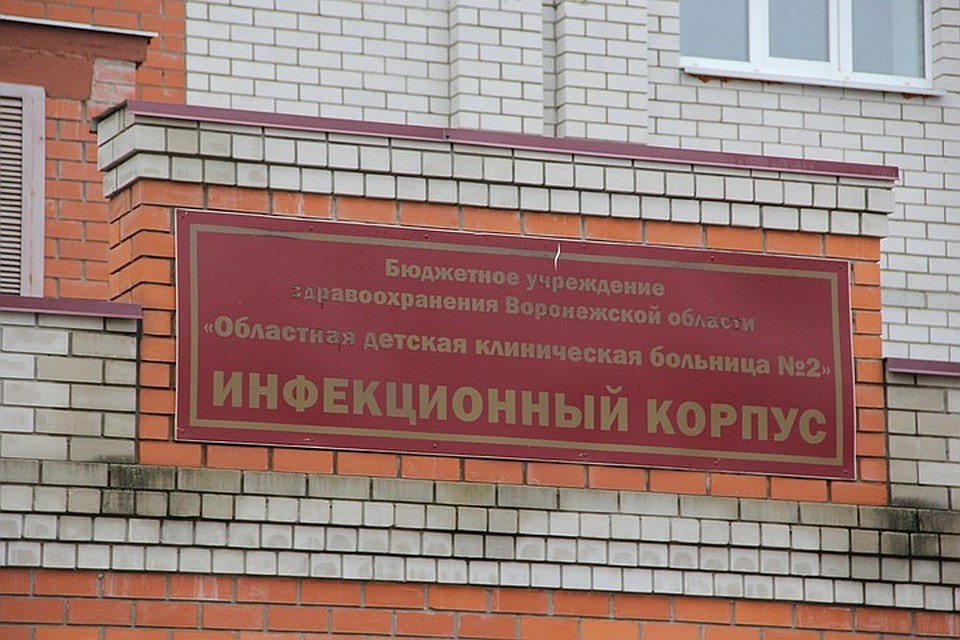 Бюджетное учреждение
здравоохранения Воронежской области
«Областная детская клиническая больница №2»
ИНФЕКЦИОННЫЙ КОРПУС